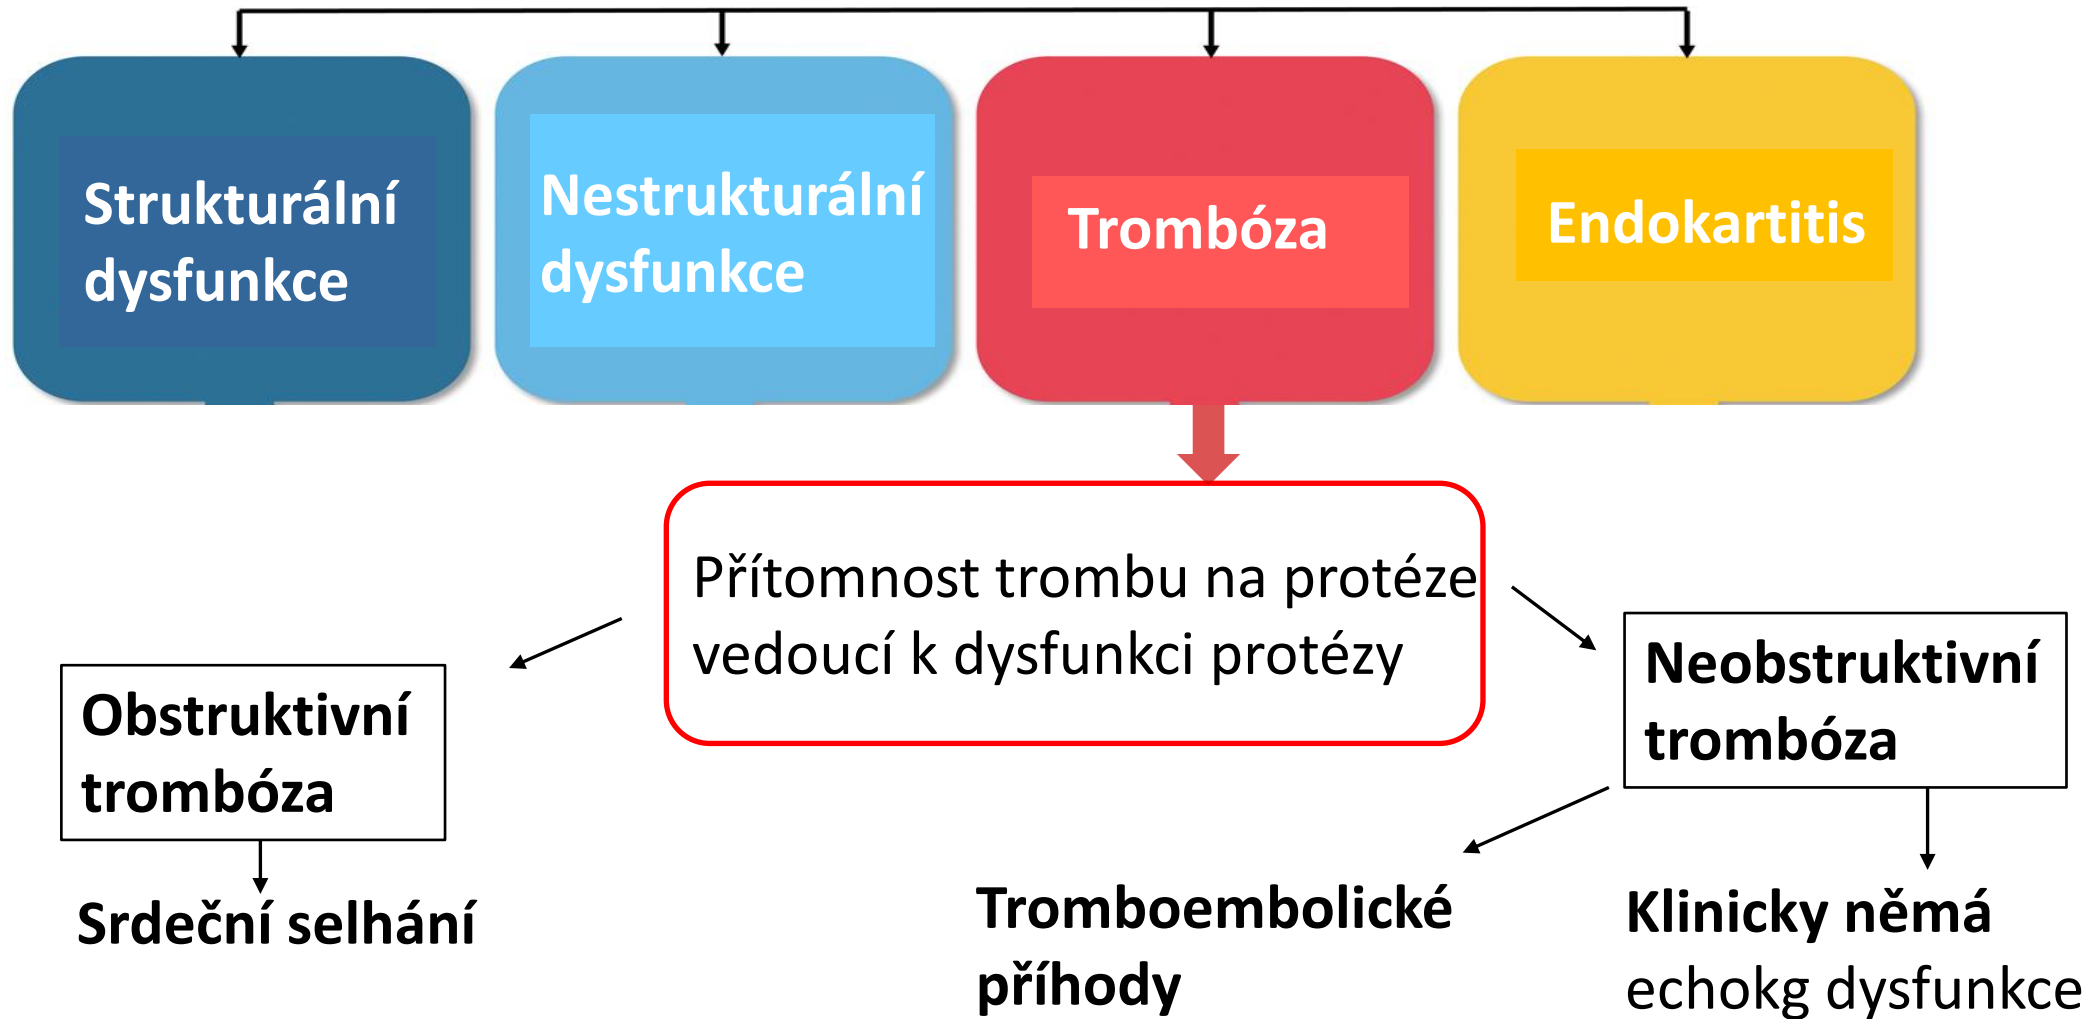 Strukturální
dysfunkce
Nestrukturální
dysfunkce
Trombóza
Endokartitis
Přítomnost trombu na protéze
vedoucí k dysfunkci protézy
Obstruktivní
trombóza
Neobstruktivní
trombóza
Srdeční selhání
Tromboembolické
příhody
Klinicky němá
echokg dysfunkce